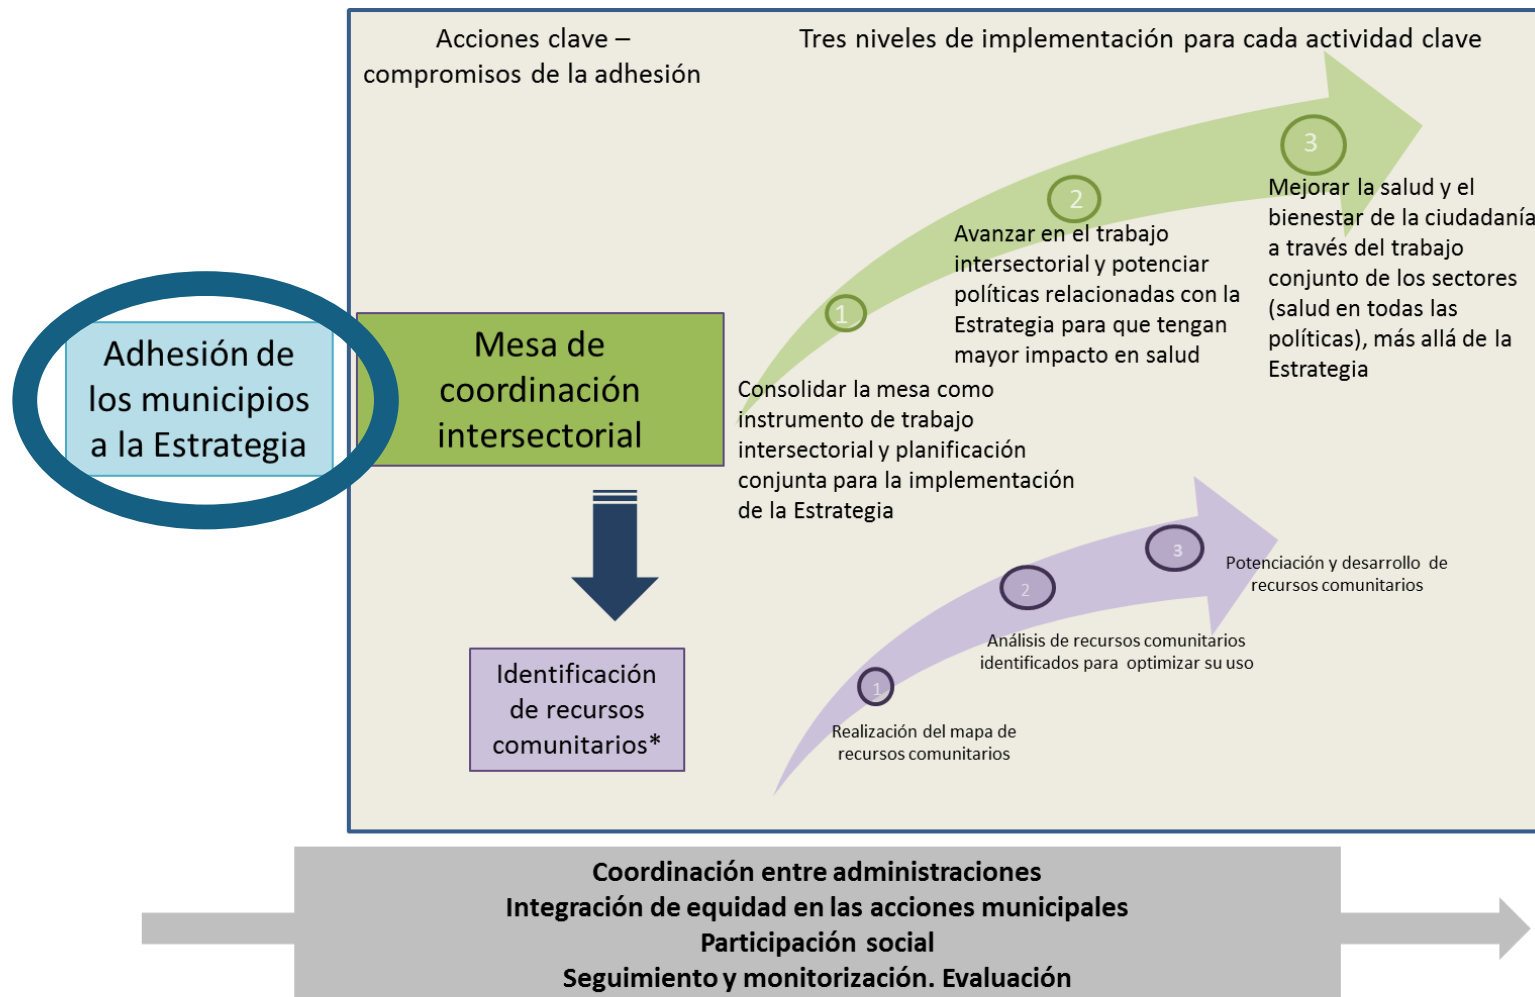 Acciones clave –
compromisos de la adhesión
Tres niveles de implementación para cada actividad clave
Adhesión de
los municipios
a la Estrategia
Mesa de
coordinación
intersectorial
1
Consolidar la mesa como
instrumento de trabajo
intersectorial y planificación
conjunta para la implementación
de la Estrategia
2
Avanzar en el trabajo
intersectorial y potenciar
políticas relacionadas con la
Estrategia para que tengan
mayor impacto en salud
3
Mejorar la salud y el
bienestar de la ciudadanía
a través del trabajo
conjunto de los sectores
(salud en todas las
políticas), más allá de la
Estrategia
Identificación
de recursos
comunitarios*
1
Realización del mapa de
recursos comunitarios
2
Análisis de recursos comunitarios
identificados para optimizar su uso
3
Potenciación y desarrollo de
recursos comunitarios
Coordinación entre administraciones
Integración de equidad en las acciones municipales
Participación social
Seguimiento y monitorización. Evaluación